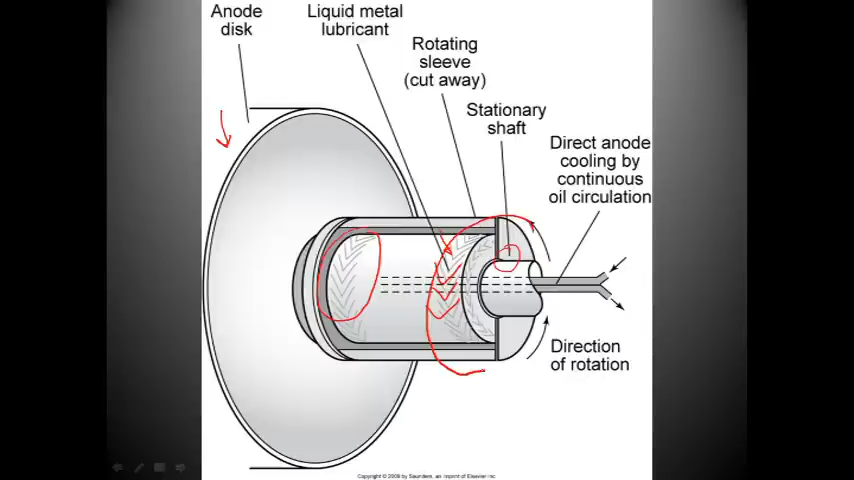 Anode
disk
Liquid metal
lubricant
Rotating
sleeve
(cut away)
Stationary
shaft
Direct anode
cooling by
continuous
oil circulation
Direction
of rotation
Copyright © 2009 by Saunders, an imprint of Elsevier Inc.